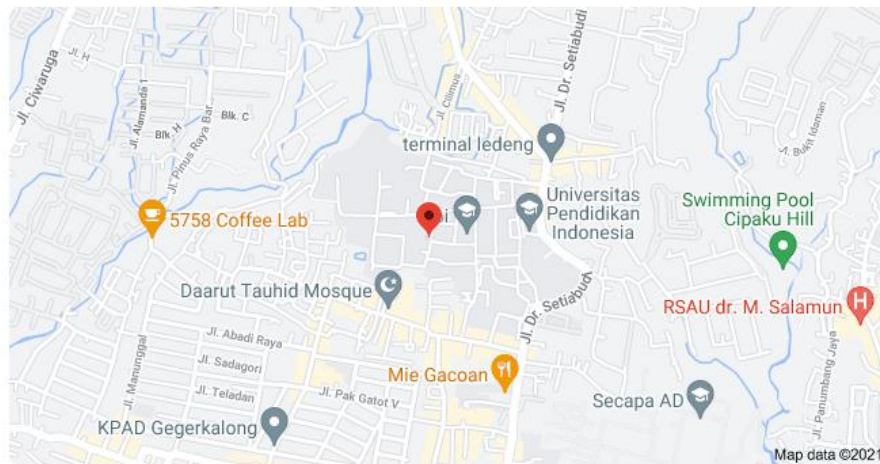 Jl. Ciwaruga
Jl. H
Jl. Alamanda 1
Blk. H
Blk. C
Jl. Pinus Raya Bar...
Jl. Cilimus
Jl. Dr. Setiabudi
terminal ledeng
Universitas
Pendidikan
Indonesia
Swimming Pool
Cipaku Hill
5758 Coffee Lab
Daarut Tauhid Mosque
RSAU dr. M. Salamun
H
Jl. Dr. Setiabudi
Jl. Abadi Raya
Jl. Sadagori
Jl. Teladan
Jl. Manunggal
Jl. Pak Gatot V
Mie Gacoan
Secapa AD
KPAD Gegerkalong
Jl. Panumbang Jaya
Map data ©2021